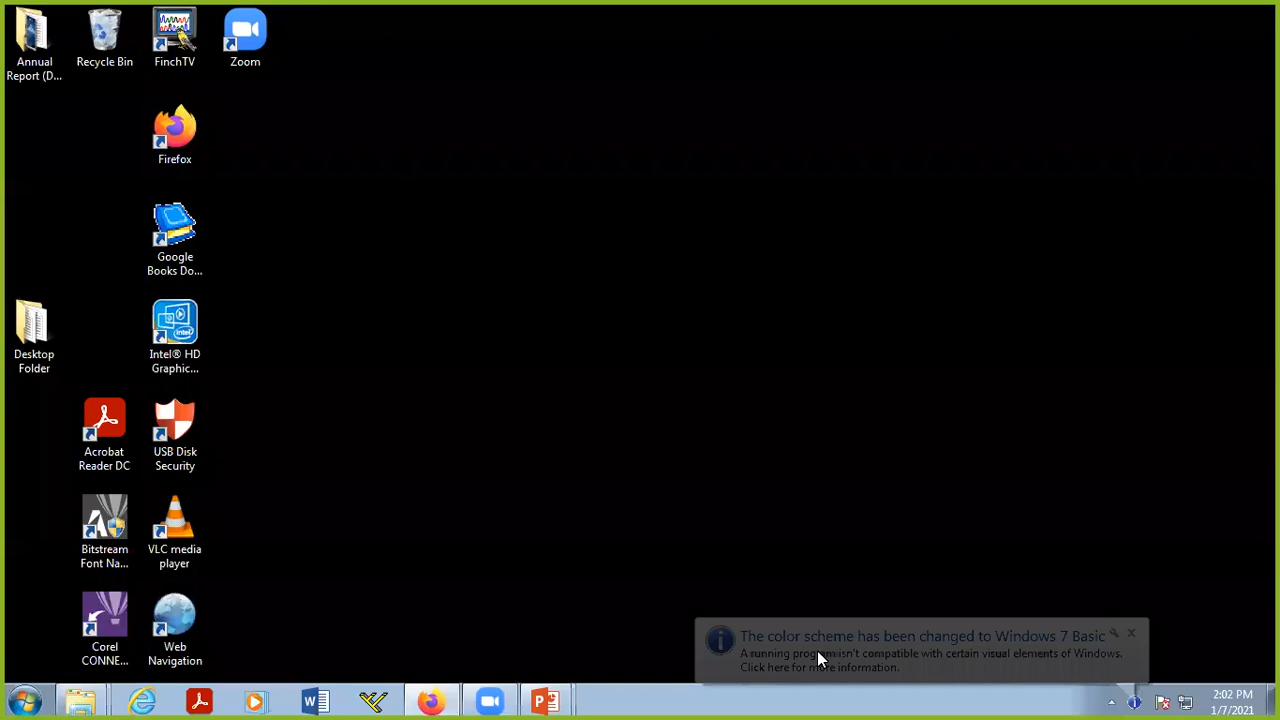 Annual
Report (D...
Recycle Bin
FinchTV
Zoom
Firefox
Google
Books Do...
Desktop
Folder
Intel® HD
Graphic...
Acrobat
Reader DC
USB Disk
Security
Bitstream
Font Na...
VLC media
player
Corel
CONNE...
Web
Navigation
The color scheme has been changed to Windows 7 Basic
A running program isn't compatible with certain visual elements of Windows.
Click here for more information.
2:02 PM
1/7/2021